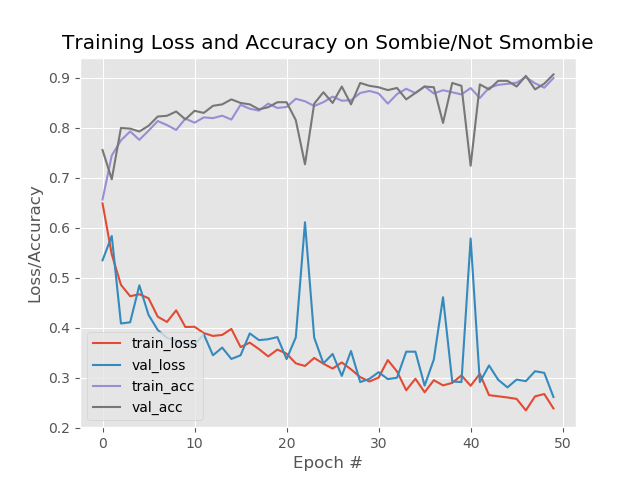 Training Loss and Accuracy on Sombie/Not Smombie
0.9
0.8
0.7
0.6
0.5
0.4
0.3
0.2
Loss/Accuracy
train_loss
val_loss
train_acc
val_acc
0 10 20 30 40 50
Epoch #